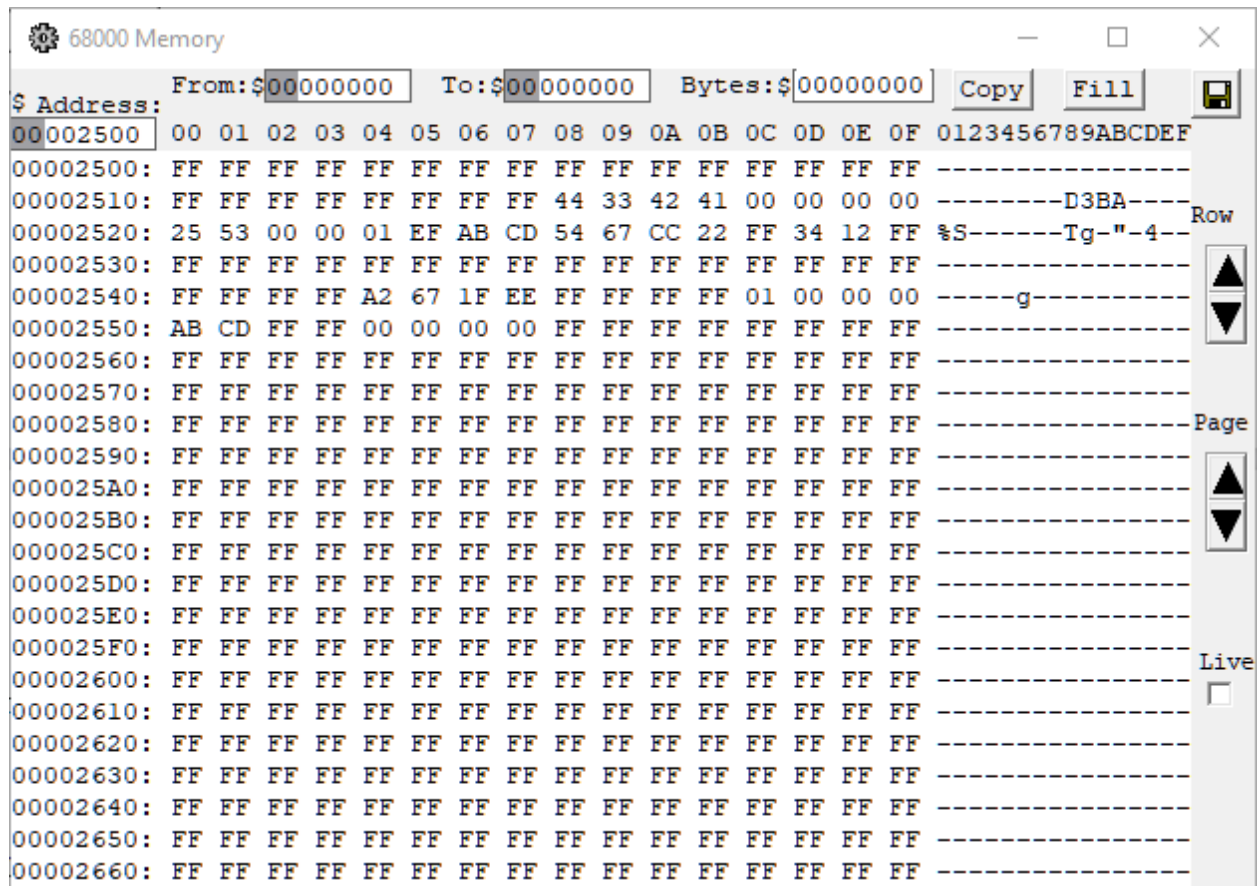 68000 Memory
From:$00000000 To:$00000000 Bytes:$00000000 Copy Fill
$ Address:
00002500 00 01 02 03 04 05 06 07 08 09 0A 0B 0C 0D 0E 0F 0123456789ABCDEF
00002500: FF FF FF FF FF FF FF FF FF FF FF FF FF FF FF FF ----------------
00002510: FF FF FF FF FF FF FF FF 44 33 42 41 00 00 00 00 --------D3BA----
Row
00002520: 25 53 00 00 01 EF AB CD 54 67 CC 22 FF 34 12 FF %S------Tg-"-4--
00002530: FF FF FF FF FF FF FF FF FF FF FF FF FF FF FF FF ----------------
00002540: FF FF FF FF A2 67 1F EE FF FF FF FF 01 00 00 00 -----g----------
00002550: AB CD FF FF 00 00 00 00 FF FF FF FF FF FF FF FF ----------------
00002560: FF FF FF FF FF FF FF FF FF FF FF FF FF FF FF FF ----------------
00002570: FF FF FF FF FF FF FF FF FF FF FF FF FF FF FF FF ----------------
00002580: FF FF FF FF FF FF FF FF FF FF FF FF FF FF FF FF ----------------
Page
00002590: FF FF FF FF FF FF FF FF FF FF FF FF FF FF FF FF ----------------
000025A0: FF FF FF FF FF FF FF FF FF FF FF FF FF FF FF FF ----------------
000025B0: FF FF FF FF FF FF FF FF FF FF FF FF FF FF FF FF ----------------
000025C0: FF FF FF FF FF FF FF FF FF FF FF FF FF FF FF FF ----------------
000025D0: FF FF FF FF FF FF FF FF FF FF FF FF FF FF FF FF ----------------
000025E0: FF FF FF FF FF FF FF FF FF FF FF FF FF FF FF FF ----------------
000025F0: FF FF FF FF FF FF FF FF FF FF FF FF FF FF FF FF ----------------
Live
00002600: FF FF FF FF FF FF FF FF FF FF FF FF FF FF FF FF ----------------
00002610: FF FF FF FF FF FF FF FF FF FF FF FF FF FF FF FF ----------------
00002620: FF FF FF FF FF FF FF FF FF FF FF FF FF FF FF FF ----------------
00002630: FF FF FF FF FF FF FF FF FF FF FF FF FF FF FF FF ----------------
00002640: FF FF FF FF FF FF FF FF FF FF FF FF FF FF FF FF ----------------
00002650: FF FF FF FF FF FF FF FF FF FF FF FF FF FF FF FF ----------------
00002660: FF FF FF FF FF FF FF FF FF FF FF FF FF FF FF FF ----------------